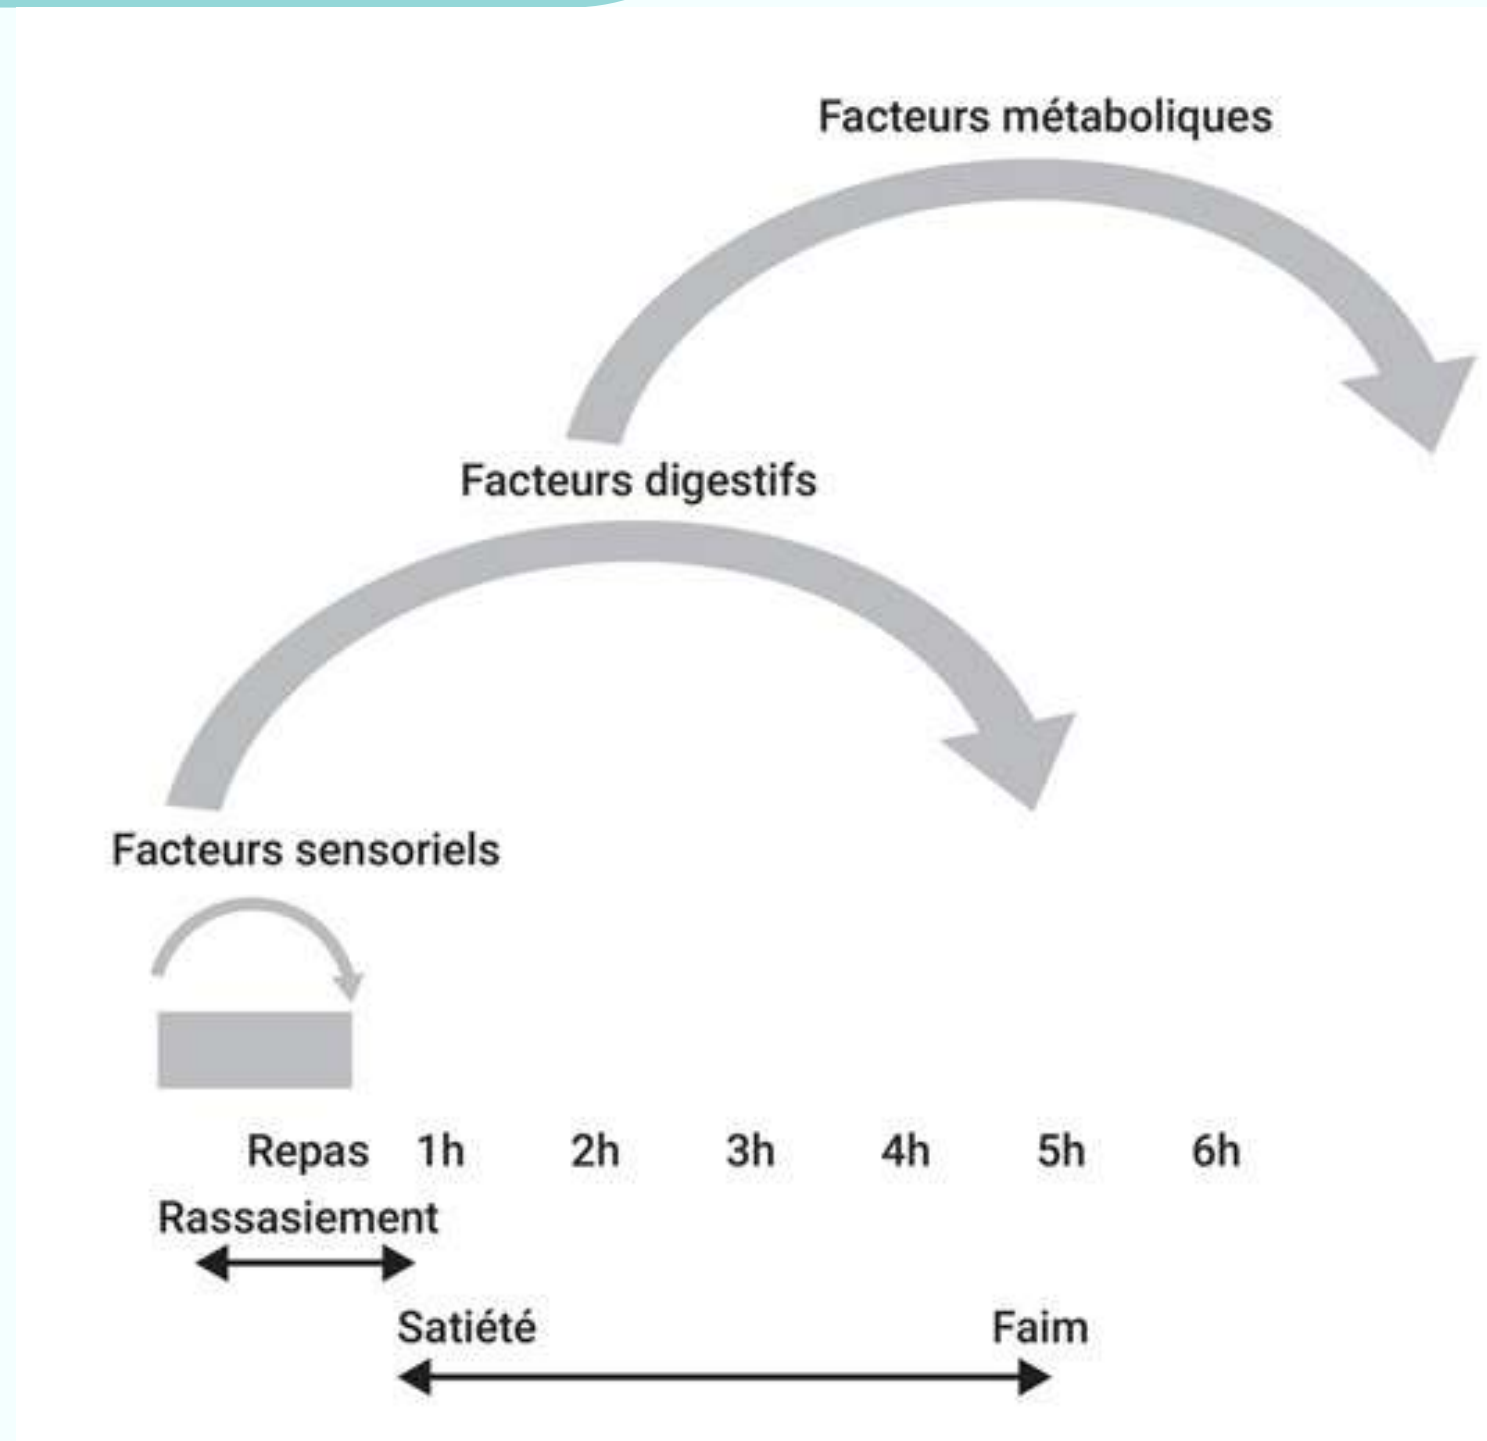 Facteurs métaboliques
Facteurs digestifs
Facteurs sensoriels
Repas 1h 2h 3h 4h 5h 6h
Rassasiement
Satiété Faim